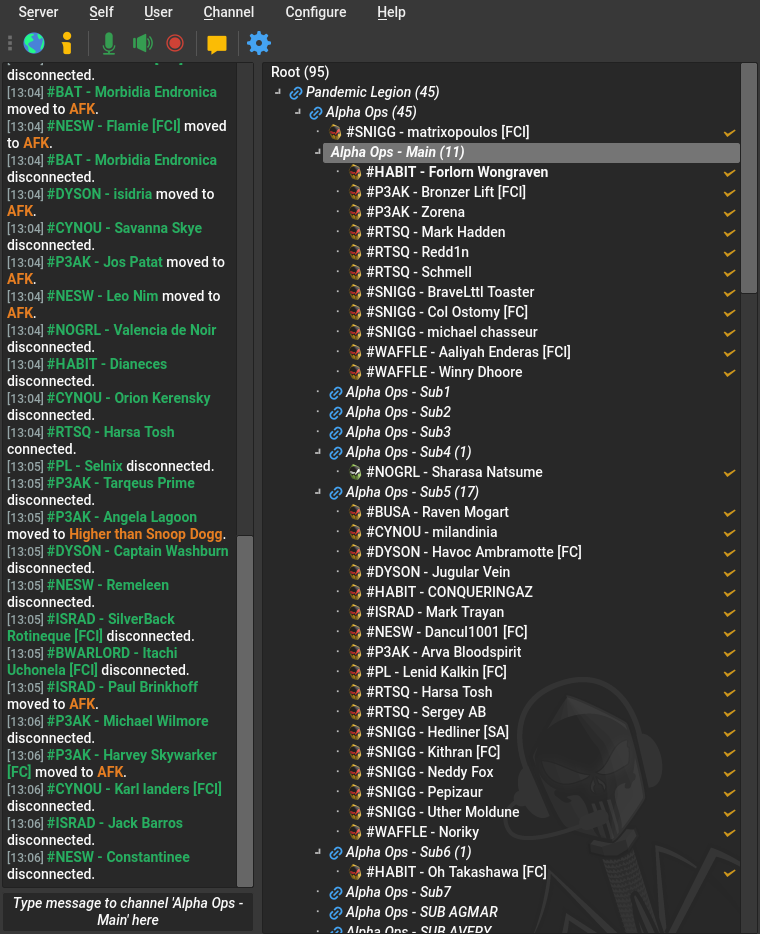 Server Self User Channel Configure Help
disconnected.
[13:04] #BAT - Morbidia Endronica
moved to AFK.
[13:04] #NESW - Flamie [FCI] moved
to AFK.
[13:04] #BAT - Morbidia Endronica
disconnected.
[13:04] #DYSON - isidria moved to
AFK.
[13:04] #CYNOU - Savanna Skye
disconnected.
[13:04] #P3AK - Jos Patat moved to
AFK.
[13:04] #NESW - Leo Nim moved to
AFK.
[13:04] #NOGRL - Valencia de Noir
disconnected.
[13:04] #HABIT - Dianeces
disconnected.
[13:04] #CYNOU - Orion Kerensky
disconnected.
[13:04] #RTSQ - Harsa Tosh
connected.
[13:05] #PL - Selnix disconnected.
[13:05] #P3AK - Tarqeus Prime
disconnected.
[13:05] #P3AK - Angela Lagoon
moved to Higher than Snoop Dogg.
[13:05] #DYSON - Captain Washburn
disconnected.
[13:05] #NESW - Remeleen
disconnected.
[13:05] #ISRAD - SilverBack
Rotineque [FCI] disconnected.
[13:05] #BWARLORD - Itachi
Uchonela [FCI] disconnected.
[13:05] #ISRAD - Paul Brinkhoff
moved to AFK.
[13:06] #P3AK - Michael Wilmore
disconnected.
[13:06] #P3AK - Harvey Skywarker
[FC] moved to AFK.
[13:06] #CYNOU - Karl landers [FCI]
disconnected.
[13:06] #ISRAD - Jack Barros
disconnected.
[13:06] #NESW - Constantinee
disconnected.
Type message to channel 'Alpha Ops -
Main' here
Root (95)
Pandemic Legion (45)
Alpha Ops (45)
#SNIGG - matrixopoulos [FCI]
Alpha Ops - Main (11)
#HABIT - Forlorn Wongraven
#P3AK - Bronzer Lift [FCI]
#P3AK - Zorena
#RTSQ - Mark Hadden
#RTSQ - Redd1n
#RTSQ - Schmell
#SNIGG - BraveLttl Toaster
#SNIGG - Col Ostomy [FC]
#SNIGG - michael chasseur
#WAFFLE - Aaliyah Enderas [FCI]
#WAFFLE - Winry Dhoore
Alpha Ops - Sub1
Alpha Ops - Sub2
Alpha Ops - Sub3
Alpha Ops - Sub4 (1)
#NOGRL - Sharasa Natsume
Alpha Ops - Sub5 (17)
#BUSA - Raven Mogart
#CYNOU - milandinia
#DYSON - Havoc Ambramotte [FC]
#DYSON - Jugular Vein
#HABIT - CONQUERINGAZ
#ISRAD - Mark Trayan
#NESW - Dancul1001 [FC]
#P3AK - Arva Bloodspirit
#PL - Lenid Kalkin [FC]
#RTSQ - Harsa Tosh
#RTSQ - Sergey AB
#SNIGG - Hedliner [SA]
#SNIGG - Kithran [FC]
#SNIGG - Neddy Fox
#SNIGG - Pepizaur
#SNIGG - Uther Moldune
#WAFFLE - Noriky
Alpha Ops - Sub6 (1)
#HABIT - Oh Takashawa [FC]
Alpha Ops - Sub7
Alpha Ops - SUB AGMAR
Alpha Ops - SUB AVERY